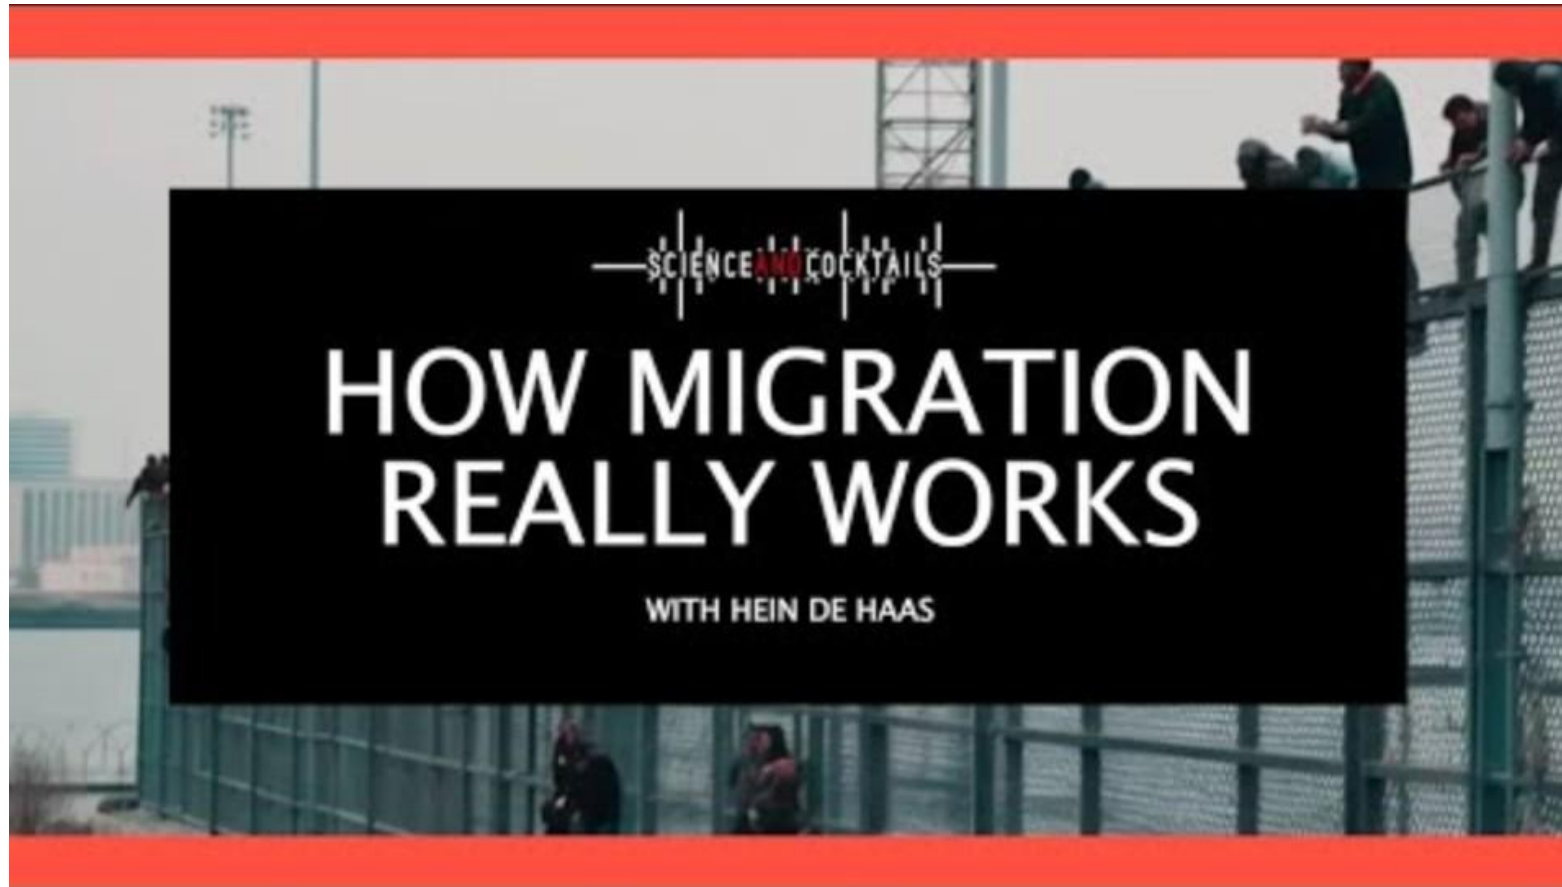 SCIENCEANDCOCKTAILS
HOW MIGRATION
REALLY WORKS
WITH HEIN DE HAAS